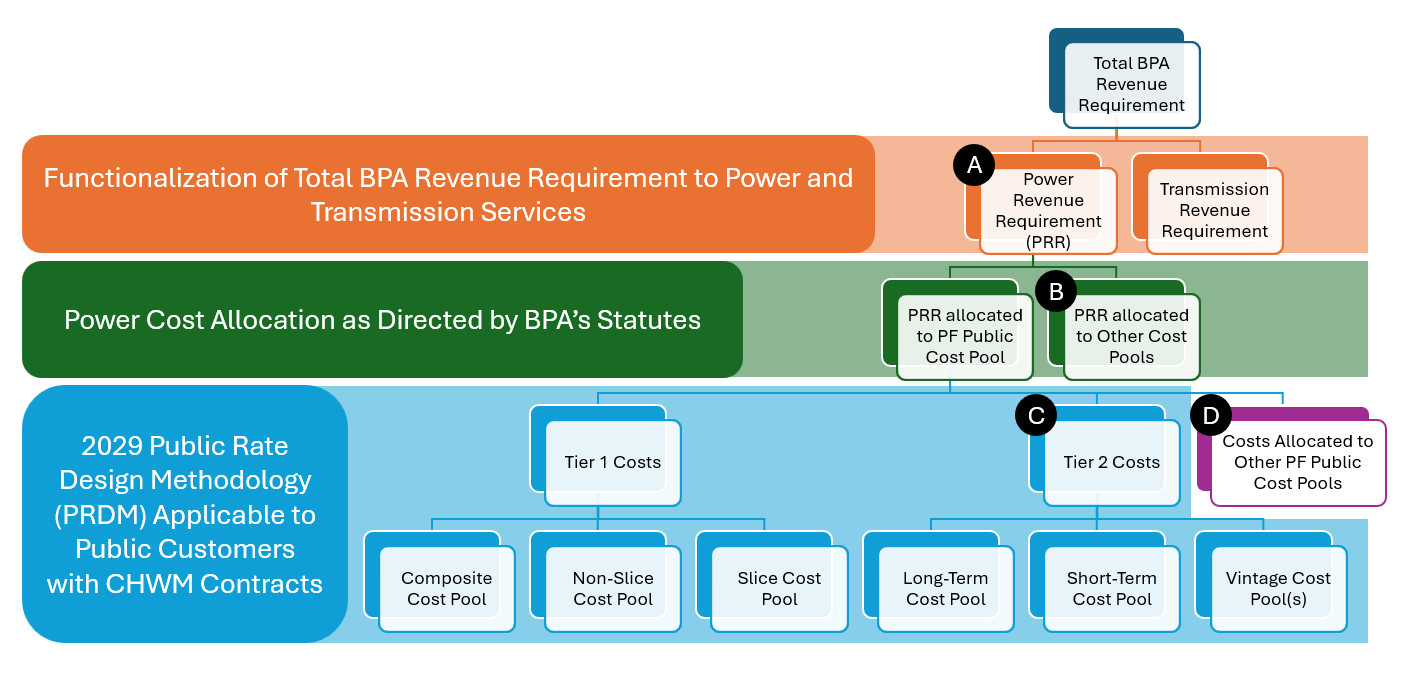 Total BPA
Revenue
Requirement
Functionalization of Total BPA Revenue Requirement to Power and
Transmission Services
A
Power
Revenue
Requirement
(PRR)
Transmission
Revenue
Requirement
Power Cost Allocation as Directed by BPA’s Statutes
PRR allocated
to PF Public
Cost Pool
B
PRR allocated
to Other Cost
Pools
2029 Public Rate
Design Methodology
(PRDM) Applicable to
Public Customers
with CHWM Contracts
Tier 1 Costs
C
Tier 2 Costs
D
Costs Allocated to
Other PF Public
Cost Pools
Composite
Cost Pool
Non-Slice
Cost Pool
Slice Cost
Pool
Long-Term
Cost Pool
Short-Term
Cost Pool
Vintage Cost
Pool(s)